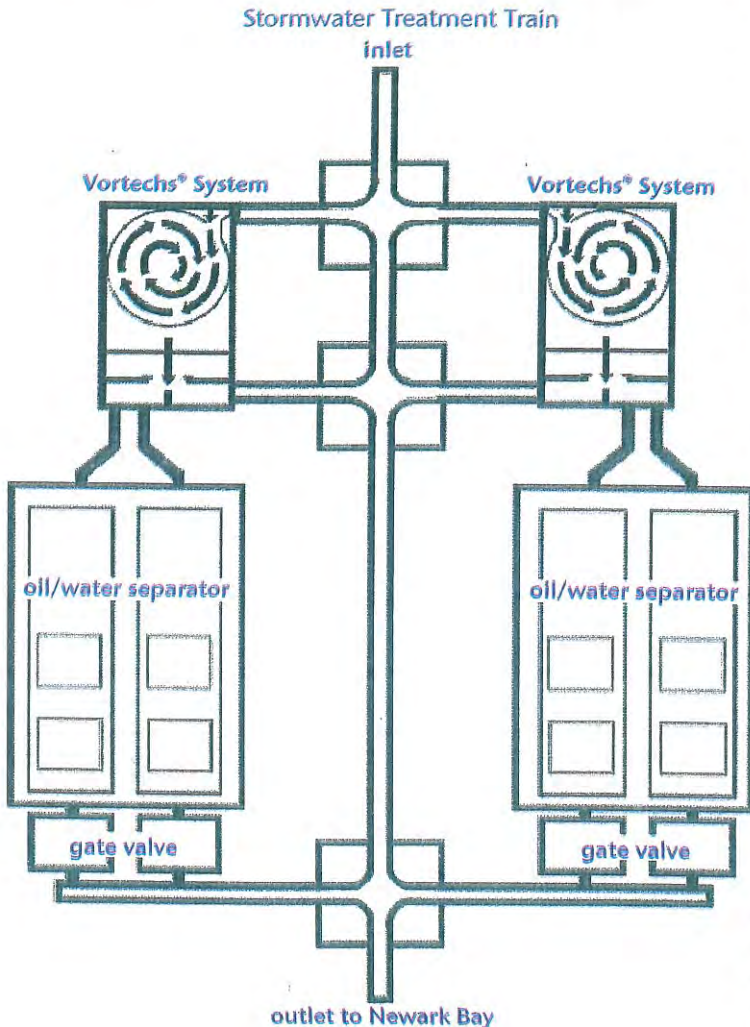 Stormwater Treatment Train
inlet
Vortechs® System
Vortechs® System
oil/water separator
oil/water separator
gate valve
gate valve
outlet to Newark Bay